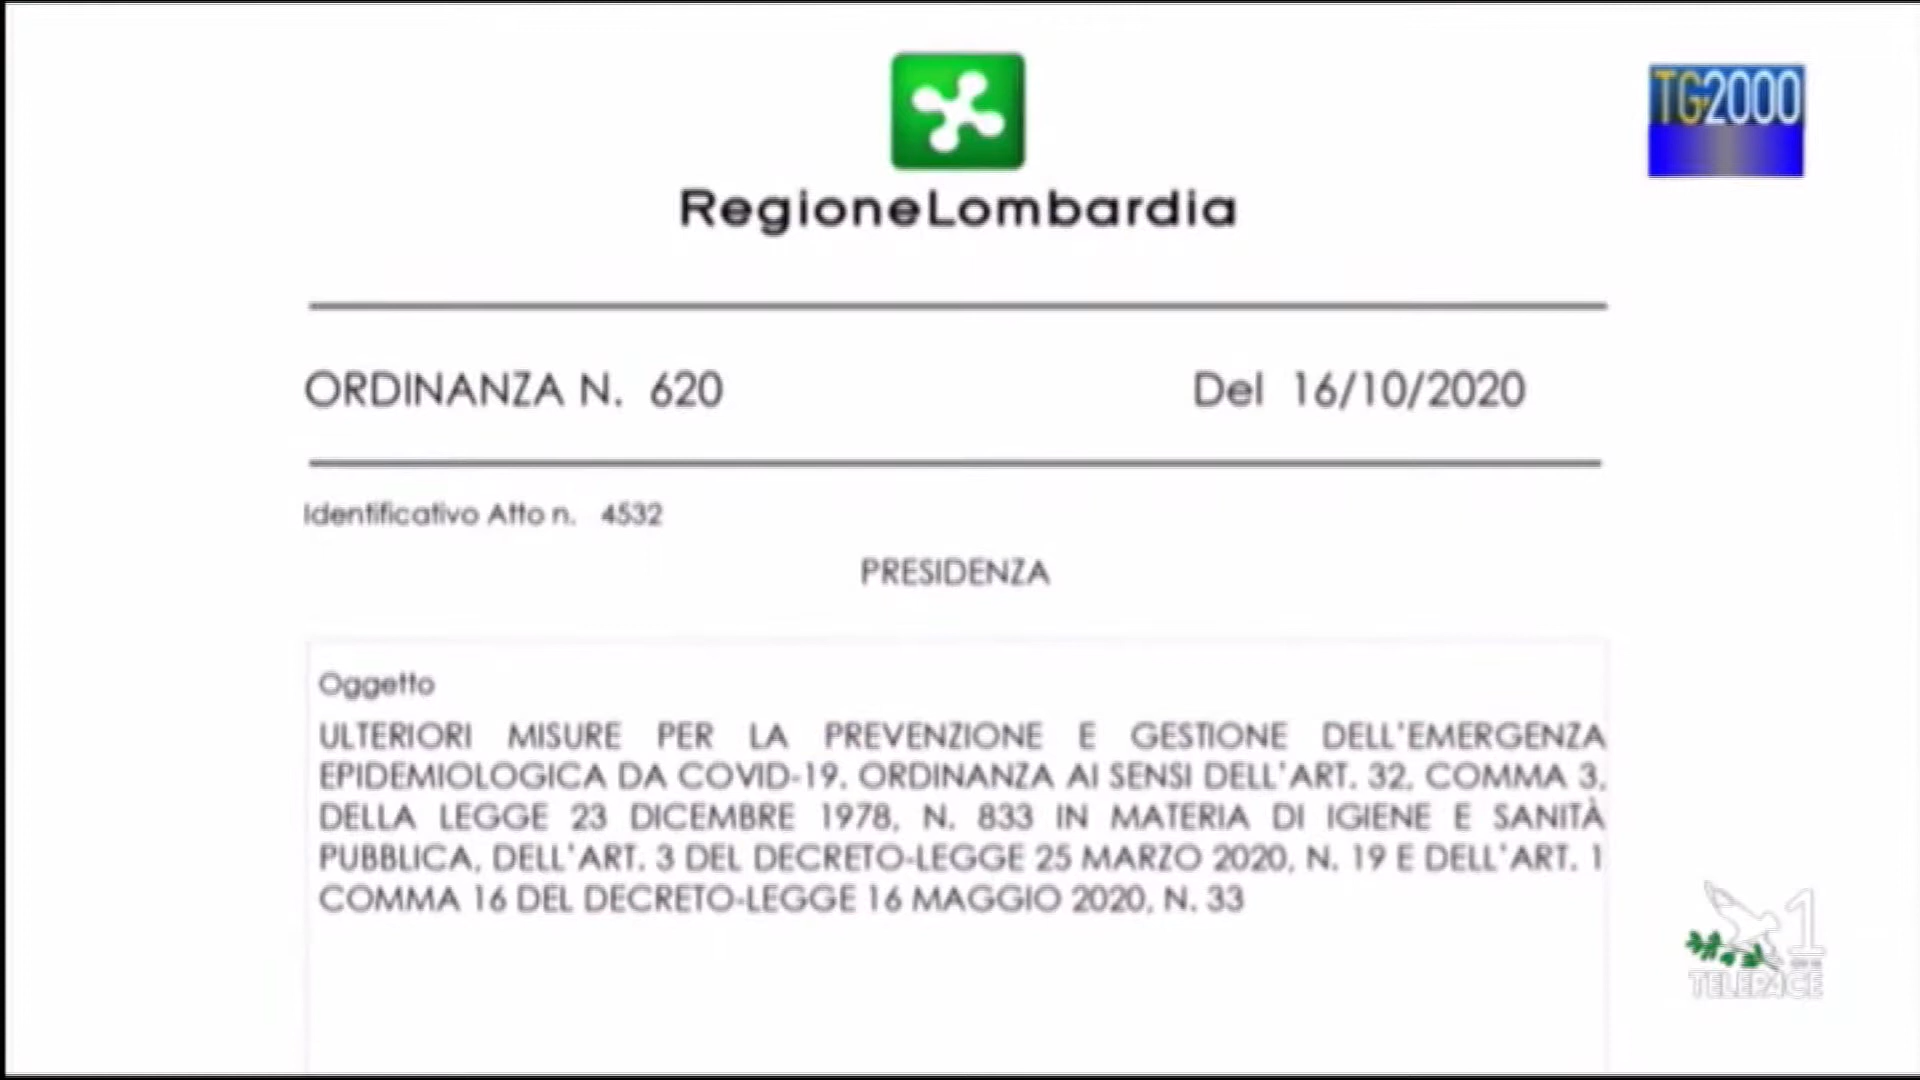 TG2000
RegioneLombardia
ORDINANZA N. 620 Del 16/10/2020
Identificativo Atto n. 4532
PRESIDENZA
Oggetto
ULTERIORI MISURE PER LA PREVENZIONE E GESTIONE DELL'EMERGENZA
EPIDEMIOLOGICA DA COVID-19. ORDINANZA AI SENSI DELL'ART. 32, COMMA 3,
DELLA LEGGE 23 DICEMBRE 1978, N. 833 IN MATERIA DI IGIENE E SANITÀ
PUBBLICA, DELL'ART. 3 DEL DECRETO-LEGGE 25 MARZO 2020, N. 19 E DELL'ART. 1
COMMA 16 DEL DECRETO-LEGGE 16 MAGGIO 2020, N. 33
1
TELEPACE